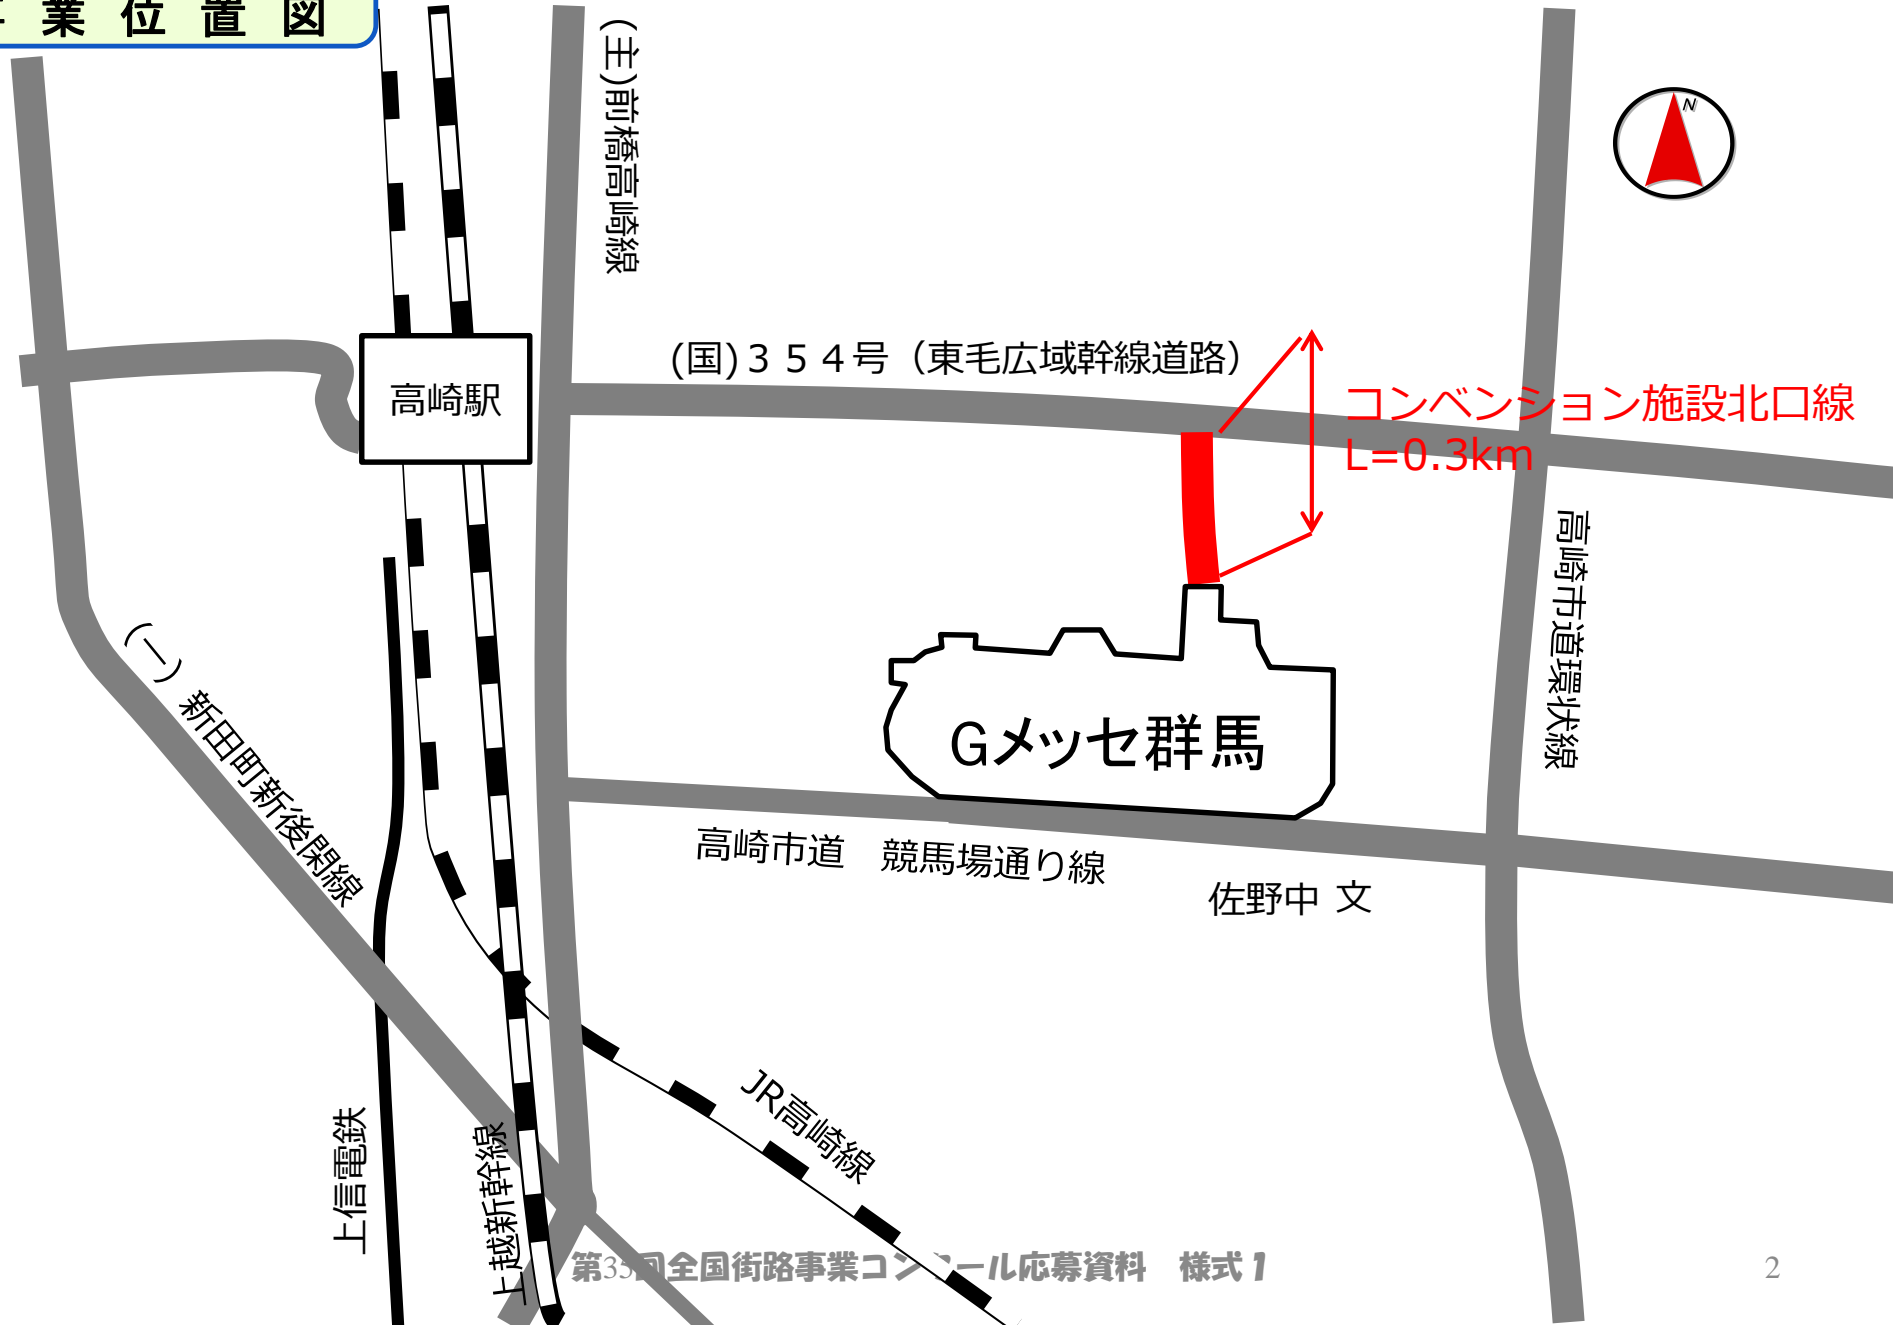 業 位 置 図
(主)前橋高崎線
N
(国)３５４号（東毛広域幹線道路）
コンベンション施設北口線
L=0.3km
高崎駅
高崎市道環状線
(一) 新田町新後閑線
Gメッセ群馬
高崎市道　競馬場通り線
佐野中 文
JR高崎線
上信電鉄
上越新幹線
第35回全国街路事業コンクール応募資料　様式1
2